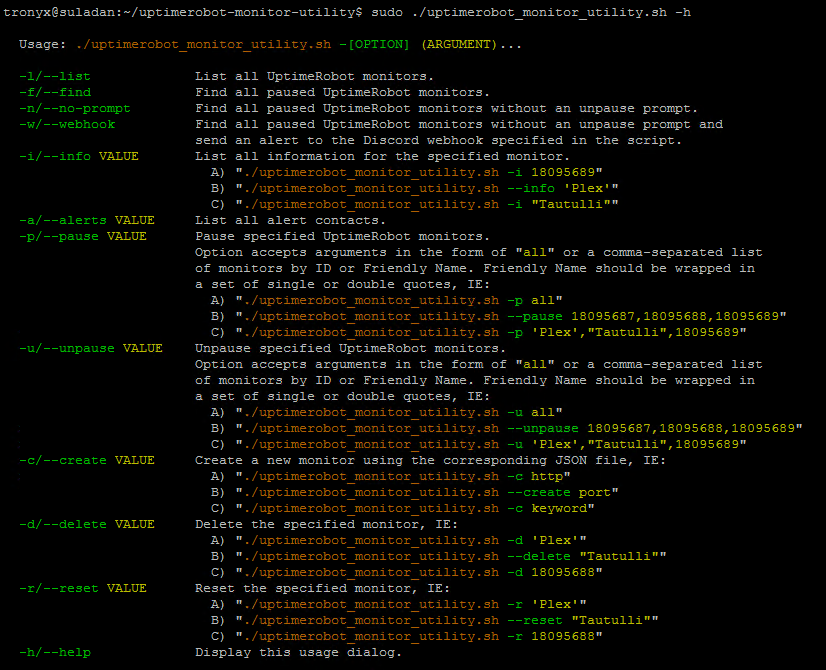 tronyx@suladan:~/uptimerobot-monitor-utility$ sudo ./uptimerobot_monitor_utility.sh -h
Usage: ./uptimerobot_monitor_utility.sh -[OPTION] (ARGUMENT)...
-l/--list List all UptimeRobot monitors.
-f/--find Find all paused UptimeRobot monitors.
-n/--no-prompt Find all paused UptimeRobot monitors without an unpause prompt.
-w/--webhook Find all paused UptimeRobot monitors without an unpause prompt and
send an alert to the Discord webhook specified in the script.
-i/--info VALUE List all information for the specified monitor.
A) "./uptimerobot_monitor_utility.sh -i 18095689"
B) "./uptimerobot_monitor_utility.sh --info 'Plex'"
C) "./uptimerobot_monitor_utility.sh -i "Tautulli""
-a/--alerts VALUE List all alert contacts.
-p/--pause VALUE Pause specified UptimeRobot monitors.
Option accepts arguments in the form of "all" or a comma-separated list
of monitors by ID or Friendly Name. Friendly Name should be wrapped in
a set of single or double quotes, IE:
A) "./uptimerobot_monitor_utility.sh -p all"
B) "./uptimerobot_monitor_utility.sh --pause 18095687,18095688,18095689"
C) "./uptimerobot_monitor_utility.sh -p 'Plex',"Tautulli",18095689"
-u/--unpause VALUE Unpause specified UptimeRobot monitors.
Option accepts arguments in the form of "all" or a comma-separated list
of monitors by ID or Friendly Name. Friendly Name should be wrapped in
a set of single or double quotes, IE:
A) "./uptimerobot_monitor_utility.sh -u all"
B) "./uptimerobot_monitor_utility.sh --unpause 18095687,18095688,18095689"
C) "./uptimerobot_monitor_utility.sh -u 'Plex',"Tautulli",18095689"
-c/--create VALUE Create a new monitor using the corresponding JSON file, IE:
A) "./uptimerobot_monitor_utility.sh -c http"
B) "./uptimerobot_monitor_utility.sh --create port"
C) "./uptimerobot_monitor_utility.sh -c keyword"
-d/--delete VALUE Delete the specified monitor, IE:
A) "./uptimerobot_monitor_utility.sh -d 'Plex'"
B) "./uptimerobot_monitor_utility.sh --delete "Tautulli""
C) "./uptimerobot_monitor_utility.sh -d 18095688"
-r/--reset VALUE Reset the specified monitor, IE:
A) "./uptimerobot_monitor_utility.sh -r 'Plex'"
B) "./uptimerobot_monitor_utility.sh --reset "Tautulli""
C) "./uptimerobot_monitor_utility.sh -r 18095688"
-h/--help Display this usage dialog.